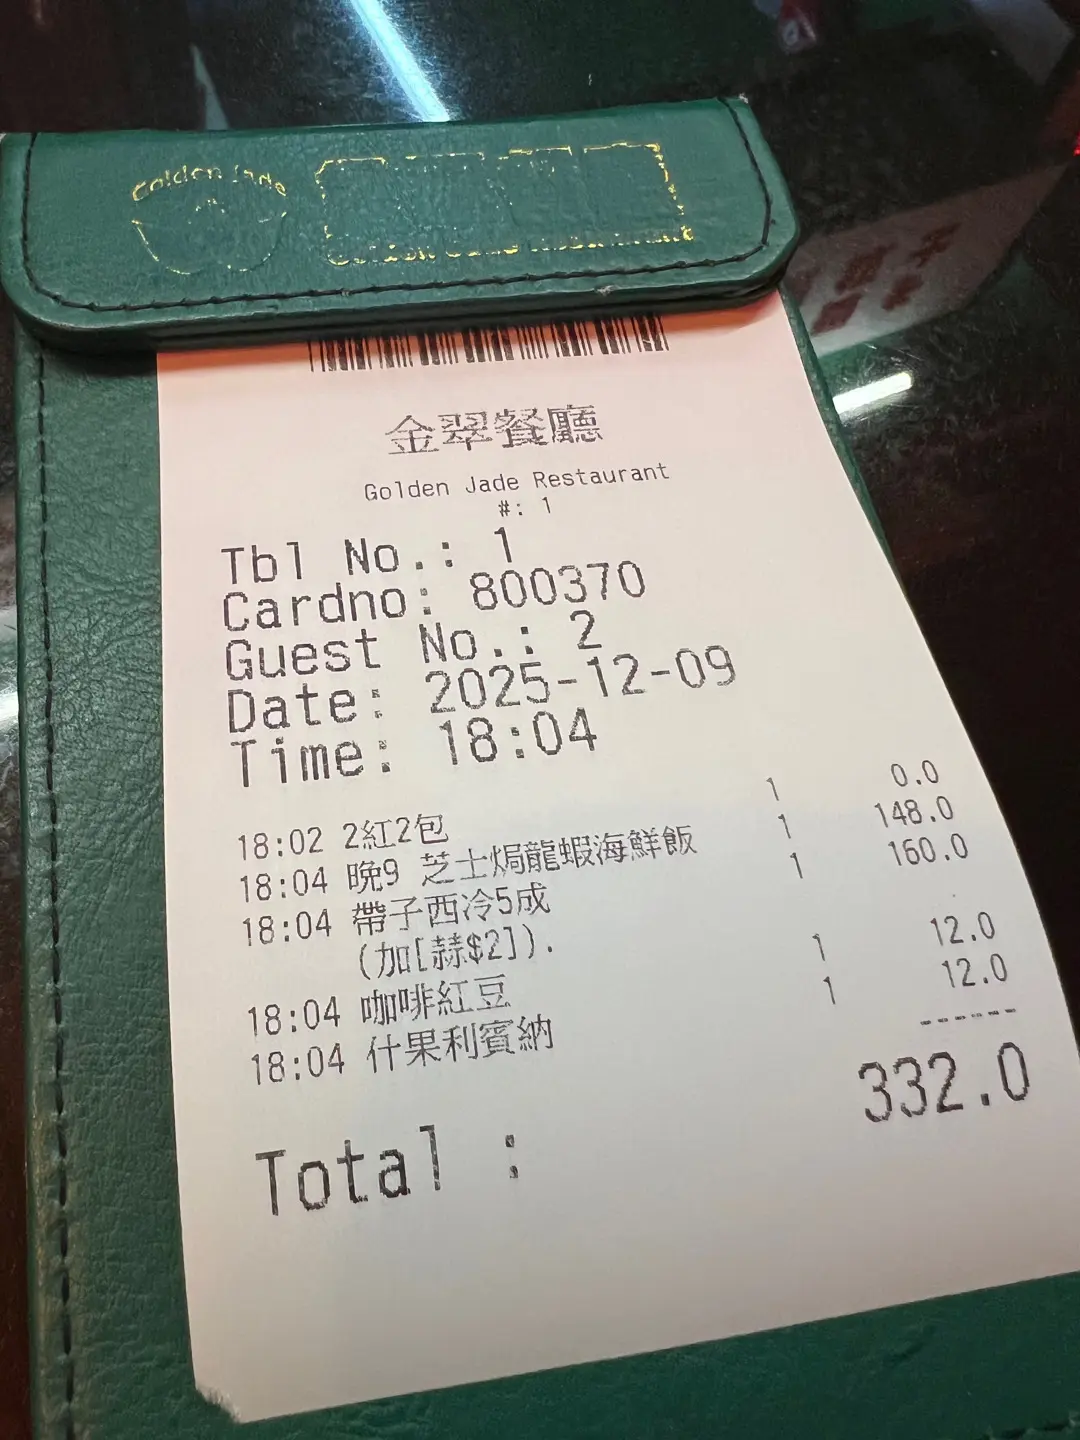 Golden Jade
Golden Jade Restaurant
金翠餐廳
Golden Jade Restaurant
#: 1
Tbl No.: 1
Cardno: 800370
Guest No.: 2
Date: 2025-12-09
Time: 18:04
18:02 2紅2包 1 0.0
18:04 晚9 芝士焗龍蝦海鮮飯 1 148.0
18:04 帶子西冷5成 1 160.0
(加[蒜$2]).
18:04 咖啡紅豆 1 12.0
18:04 什果利賓納 1 12.0
------
332.0
Total :